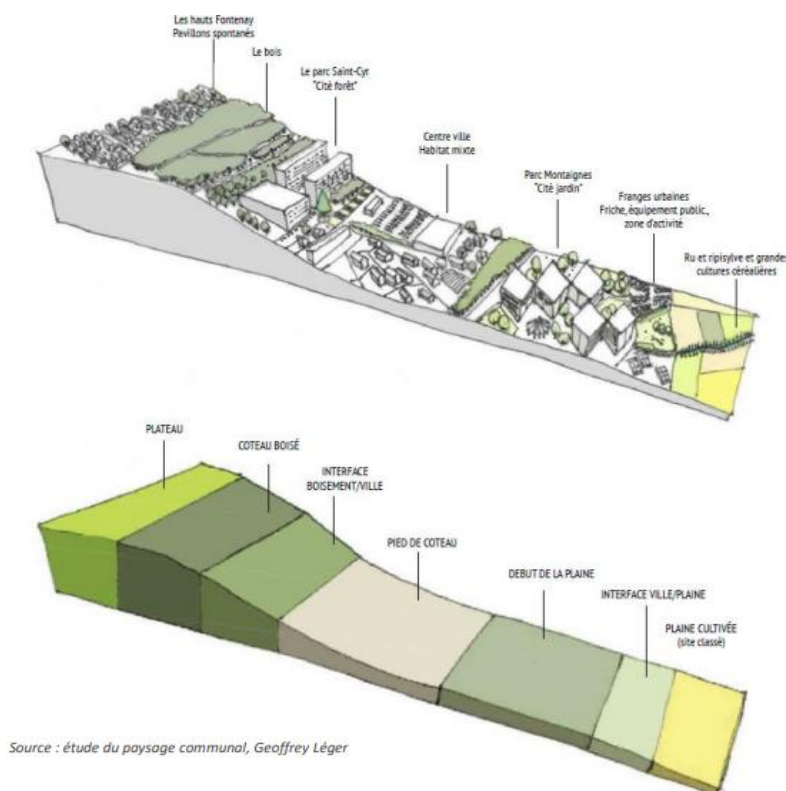 Les hauts Fontenay
Pavillons spontanés
Le bois
Le parc Saint-Cyr
"Cité forêt"
Centre ville
Habitat mixte
Parc Montaignes
"Cité jardin"
Franges urbaines
Friche, équipement public,
zone d'activité
Ru et ripisylve et grandes
cultures céréalières
PLATEAU
COTEAU BOISÉ
INTERFACE
BOISEMENT/VILLE
PIED DE COTEAU
DEBUT DE LA PLAINE
INTERFACE VILLE/PLAINE
PLAINE CULTIVÉE
(site classé)
Source : étude du paysage communal, Geoffrey Léger